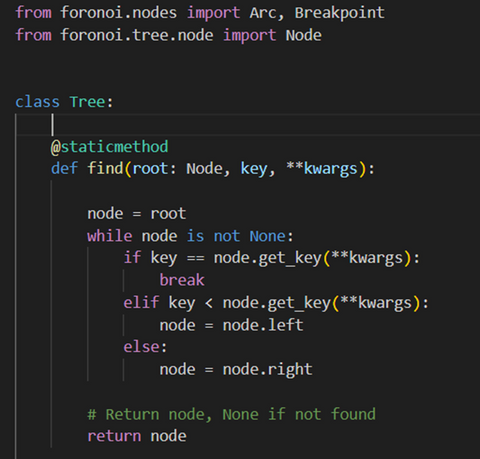 from foronoi.nodes import Arc, Breakpoint
from foronoi.tree.node import Node
class Tree:
@staticmethod
def find(root: Node, key, **kwargs):
node = root
while node is not None:
if key == node.get_key(**kwargs):
break
elif key < node.get_key(**kwargs):
node = node.left
else:
node = node.right
# Return node, None if not found
return node